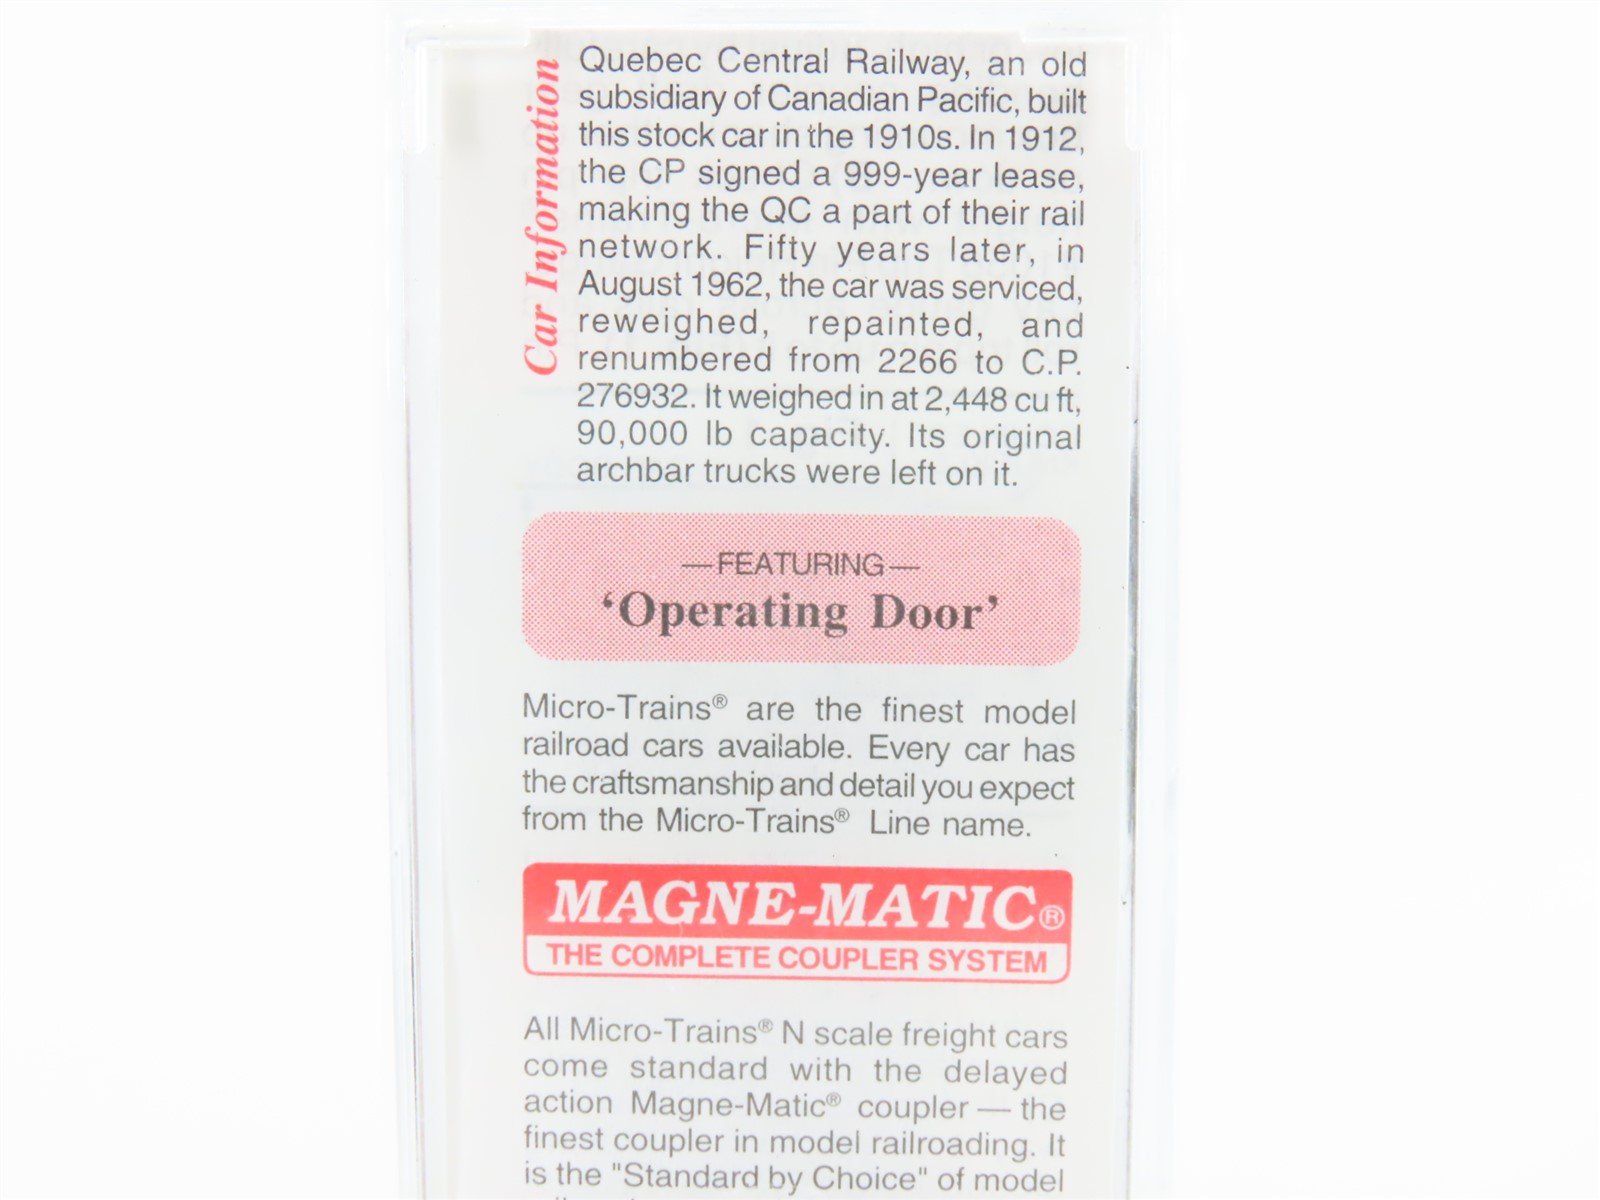 Car Information
Quebec Central Railway, an old
subsidiary of Canadian Pacific, built
this stock car in the 1910s. In 1912,
the CP signed a 999-year lease,
making the QC a part of their rail
network. Fifty years later, in
August 1962, the car was serviced,
reweighed, repainted, and
renumbered from 2266 to C.P.
276932. It weighed in at 2,448 cu ft,
90,000 lb capacity. Its original
archbar trucks were left on it.
—FEATURING—
‘Operating Door’
Micro-Trains® are the finest model
railroad cars available. Every car has
the craftsmanship and detail you expect
from the Micro-Trains® Line name.
MAGNE-MATIC®
THE COMPLETE COUPLER SYSTEM
All Micro-Trains® N scale freight cars
come standard with the delayed
action Magne-Matic® coupler — the
finest coupler in model railroading. It
is the "Standard by Choice" of model